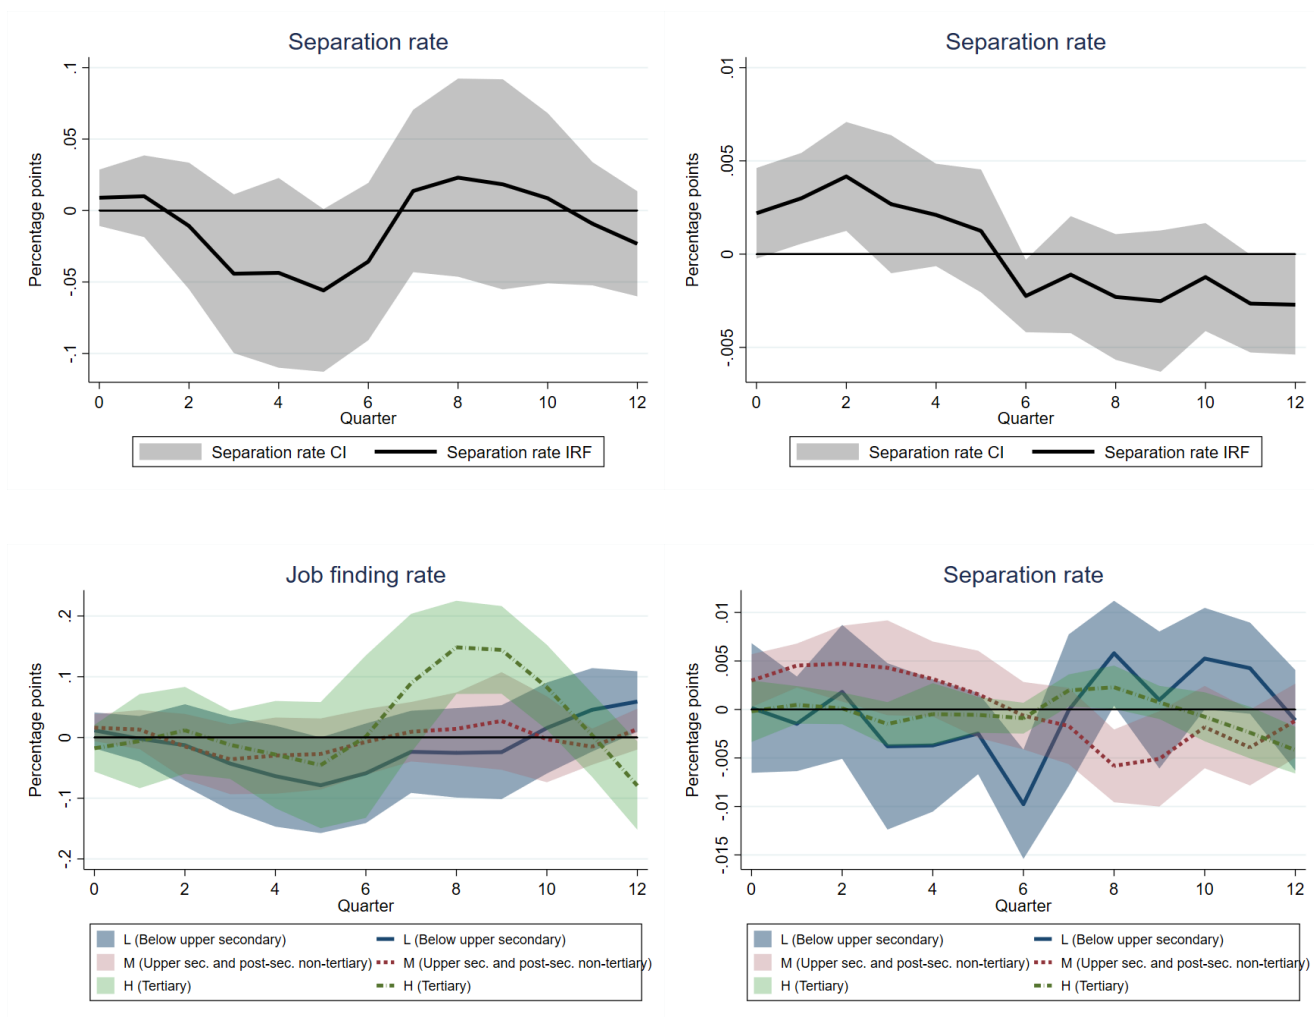 Separation rate
Percentage points
.1
.05
0
-.05
-.1
0 2 4 6 8 10 12
Quarter
Separation rate CI Separation rate IRF
Separation rate
Percentage points
.01
.005
0
-.005
0 2 4 6 8 10 12
Quarter
Separation rate CI Separation rate IRF
Job finding rate
Percentage points
.2
.1
0
-.1
-.2
0 2 4 6 8 10 12
Quarter
L (Below upper secondary) L (Below upper secondary)
M (Upper sec. and post-sec. non-tertiary) M (Upper sec. and post-sec. non-tertiary)
H (Tertiary) H (Tertiary)
Separation rate
Percentage points
.01
.005
0
-.005
-.01
-.015
0 2 4 6 8 10 12
Quarter
L (Below upper secondary) L (Below upper secondary)
M (Upper sec. and post-sec. non-tertiary) M (Upper sec. and post-sec. non-tertiary)
H (Tertiary) H (Tertiary)